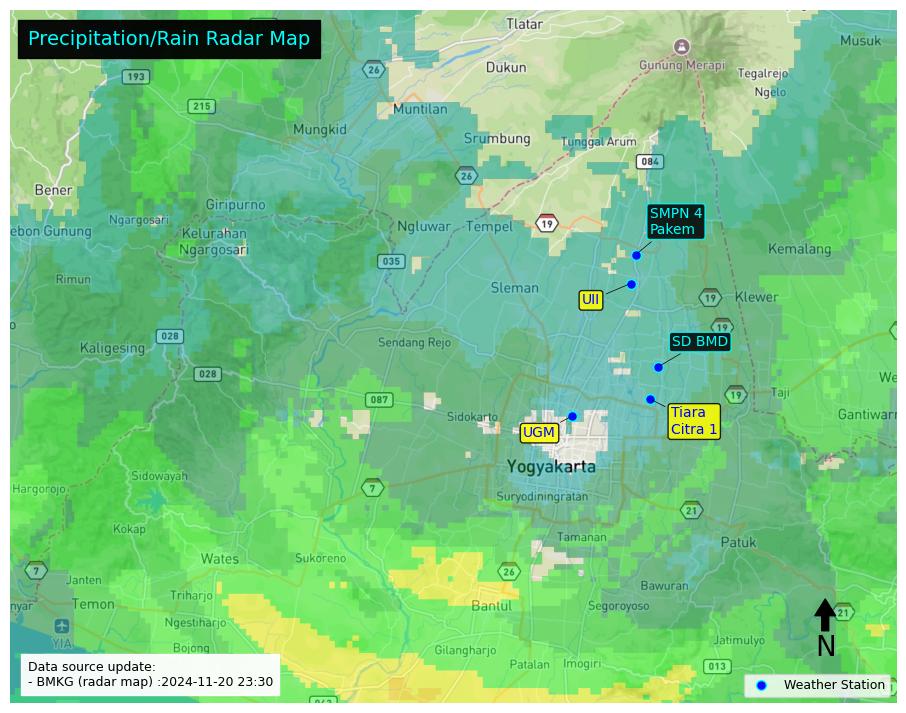 Precipitation/Rain Radar Map
Tlatar
Musuk
26
Dukun
Gunung Merapi
193
Tegalrejo
Ngelo
215
Muntilan
Mungkid
Srumbung
Tunggal Arum
084
26
Bener
Giripurno
SMPN 4
Pakem
Ngargosari
Ngluwar
Tempel
19
ebon Gunung
Kelurahan
Ngargosari
Kemalang
035
Rimun
Sleman
UII
19
Klewer
19
028
Sendang Rejo
SD BMD
Kaligesing
028
We
087
19
Taji
Sidokarto
Tiara
Citra 1
Gantiwarn
UGM
Yogyakarta
Sidowayah
Hargorojo
7
Suryodiningratan
21
Kokap
Tamanan
Patuk
Wates
Sukoreno
7
26
Janten
Bawuran
nyar
Temon
Triharjo
Bantul
Segoroyoso
21
Ngestiharjo
YIA
Jatimulyo
N
Bojong
Gilangharjo
Patalan
Imogiri
013
Data source update:
- BMKG (radar map) :2024-11-20 23:30
Weather Station